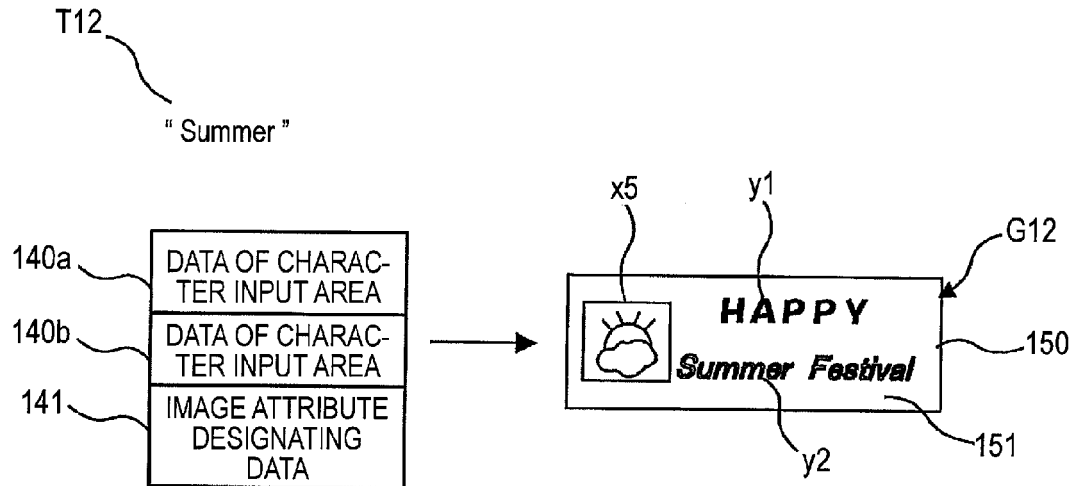 T12
“ Summer ”
x5
y1
G12
140a
DATA OF CHARAC-
TER INPUT AREA
HAPPY
140b
DATA OF CHARAC-
TER INPUT AREA
150
Summer Festival
141
IMAGE ATTRIBUTE
DESIGNATING
DATA
151
y2